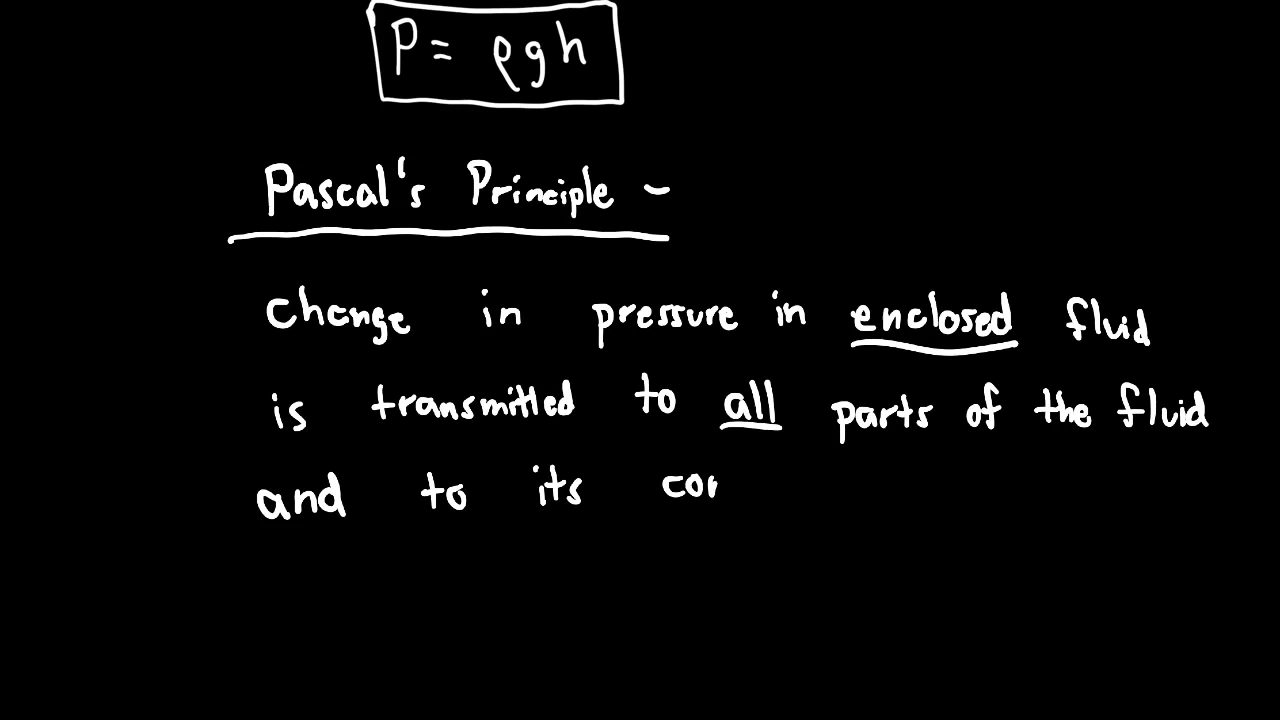 P = ρgh
Pascal's Principle -
Change in pressure in enclosed fluid
is transmitted to all parts of the fluid
and to its